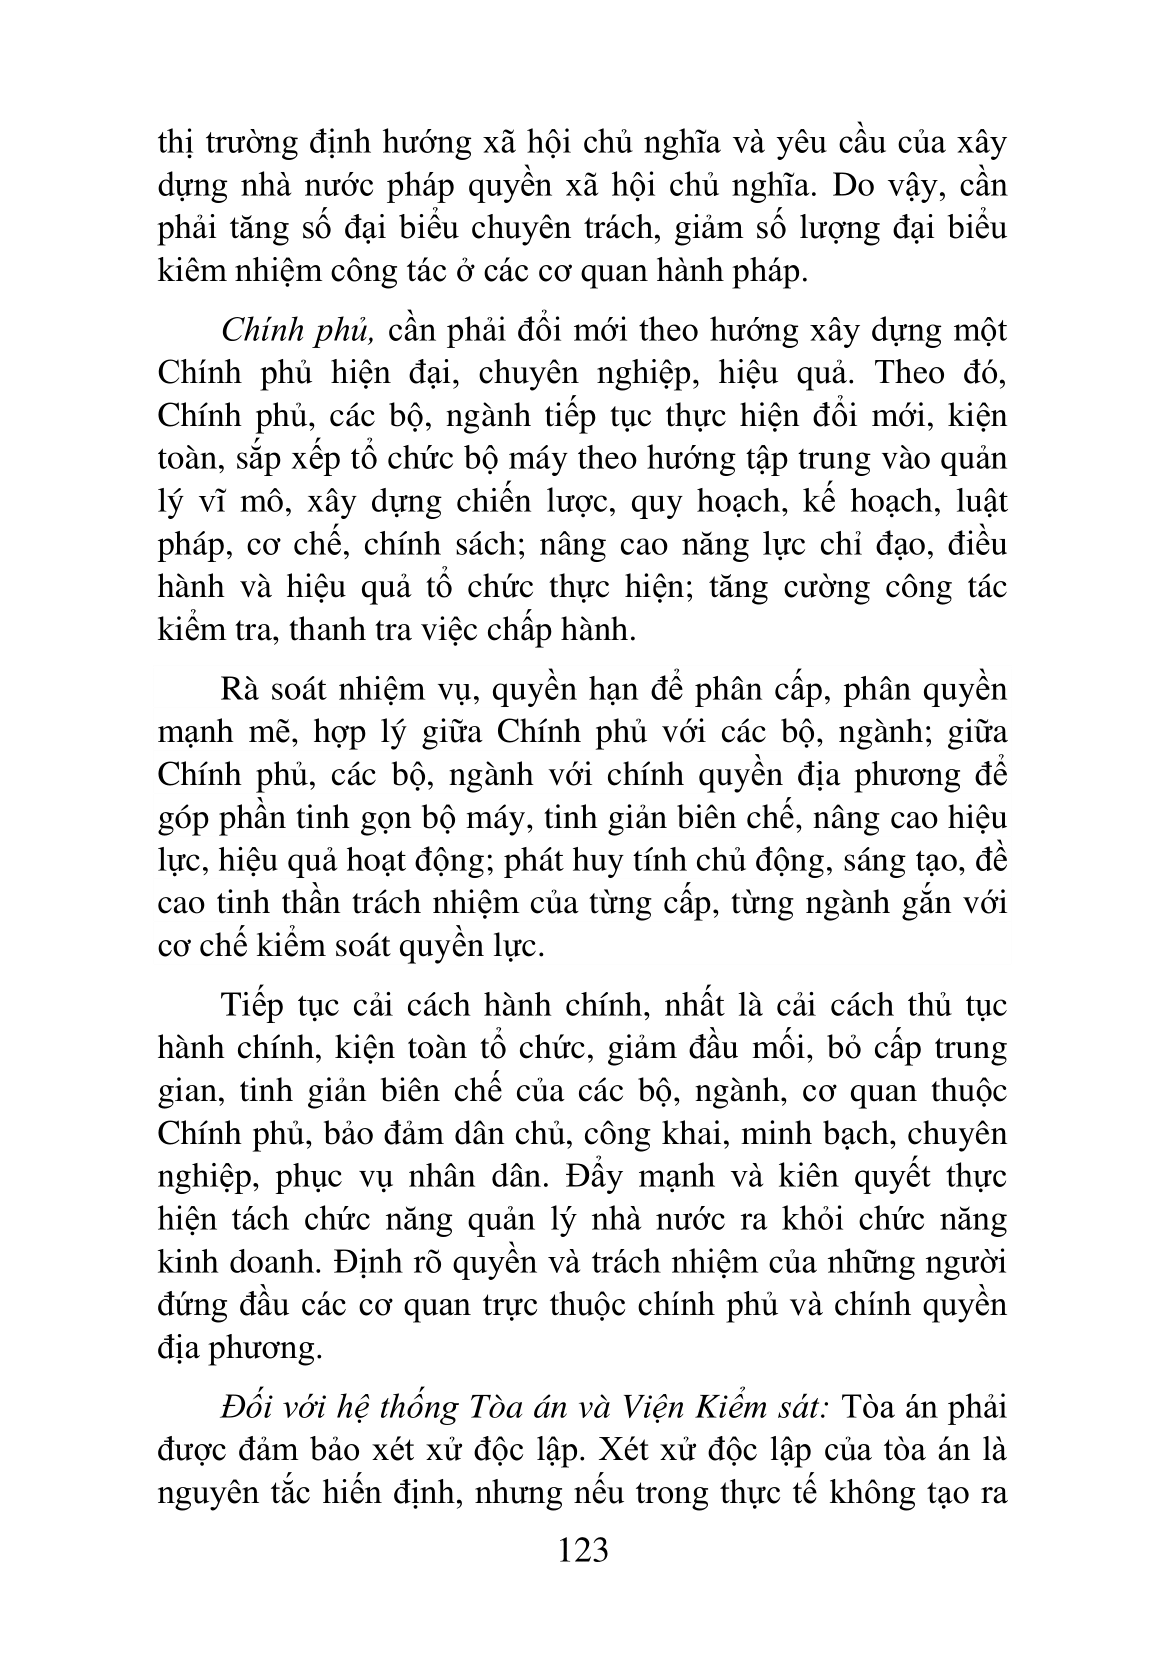 thị trường định hướng xã hội chủ nghĩa và yêu cầu của xây
dựng nhà nước pháp quyền xã hội chủ nghĩa. Do vậy, cần
phải tăng số đại biểu chuyên trách, giảm số lượng đại biểu
kiêm nhiệm công tác ở các cơ quan hành pháp.
Chính phủ, cần phải đổi mới theo hướng xây dựng một
Chính phủ hiện đại, chuyên nghiệp, hiệu quả. Theo đó,
Chính phủ, các bộ, ngành tiếp tục thực hiện đổi mới, kiện
toàn, sắp xếp tổ chức bộ máy theo hướng tập trung vào quản
lý vĩ mô, xây dựng chiến lược, quy hoạch, kế hoạch, luật
pháp, cơ chế, chính sách; nâng cao năng lực chỉ đạo, điều
hành và hiệu quả tổ chức thực hiện; tăng cường công tác
kiểm tra, thanh tra việc chấp hành.
Rà soát nhiệm vụ, quyền hạn để phân cấp, phân quyền
mạnh mẽ, hợp lý giữa Chính phủ với các bộ, ngành; giữa
Chính phủ, các bộ, ngành với chính quyền địa phương để
góp phần tinh gọn bộ máy, tinh giản biên chế, nâng cao hiệu
lực, hiệu quả hoạt động; phát huy tính chủ động, sáng tạo, đề
cao tinh thần trách nhiệm của từng cấp, từng ngành gắn với
cơ chế kiểm soát quyền lực.
Tiếp tục cải cách hành chính, nhất là cải cách thủ tục
hành chính, kiện toàn tổ chức, giảm đầu mối, bỏ cấp trung
gian, tinh giản biên chế của các bộ, ngành, cơ quan thuộc
Chính phủ, bảo đảm dân chủ, công khai, minh bạch, chuyên
nghiệp, phục vụ nhân dân. Đẩy mạnh và kiên quyết thực
hiện tách chức năng quản lý nhà nước ra khỏi chức năng
kinh doanh. Định rõ quyền và trách nhiệm của những người
đứng đầu các cơ quan trực thuộc chính phủ và chính quyền
địa phương.
Đối với hệ thống Tòa án và Viện Kiểm sát: Tòa án phải
được đảm bảo xét xử độc lập. Xét xử độc lập của tòa án là
nguyên tắc hiến định, nhưng nếu trong thực tế không tạo ra
123